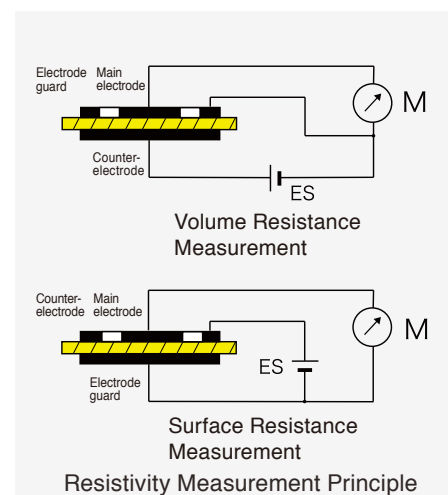 Electrode Main
guard electrode
M
Counter-
electrode
ES
Volume Resistance
Measurement
Counter- Main
electrode electrode
M
ES
Electrode
guard
Surface Resistance
Measurement
Resistivity Measurement Principle